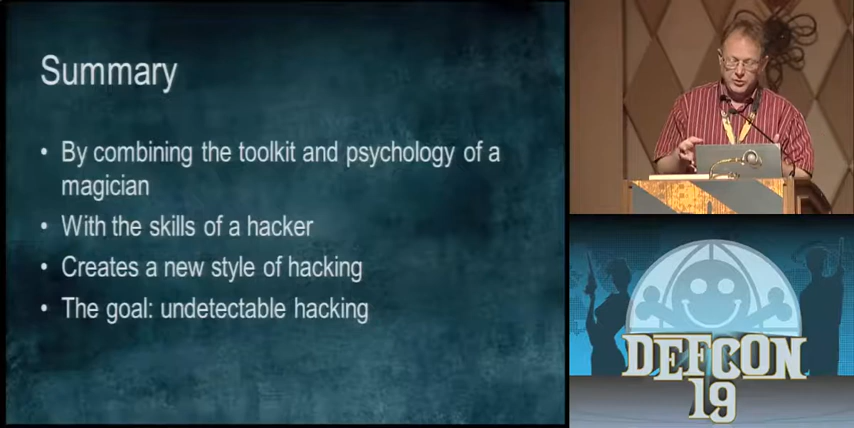 Summary
• By combining the toolkit and psychology of a
magician
• With the skills of a hacker
• Creates a new style of hacking
• The goal: undetectable hacking
DEFCON
19